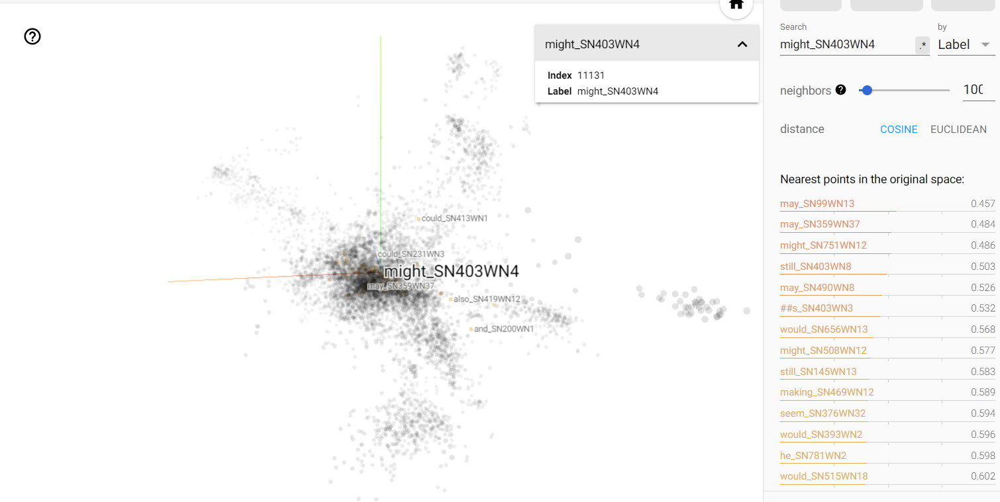 Search
by
might_SN403WN4
.*
Label
might_SN403WN4
Index 11131
Label might_SN403WN4
neighbors
100
distance
COSINE
EUCLIDEAN
Nearest points in the original space:
may_SN99WN13 0.457
may_SN359WN37 0.484
might_SN751WN12 0.486
still_SN403WN8 0.503
may_SN490WN8 0.526
##s_SN403WN3 0.532
would_SN656WN13 0.568
might_SN508WN12 0.577
still_SN145WN13 0.583
making_SN469WN12 0.589
seem_SN376WN32 0.594
would_SN393WN2 0.596
he_SN781WN2 0.598
would_SN515WN18 0.602
could_SN413WN1
could_SN231WN3
might_SN403WN4
may_SN359WN37
also_SN419WN12
and_SN200WN1